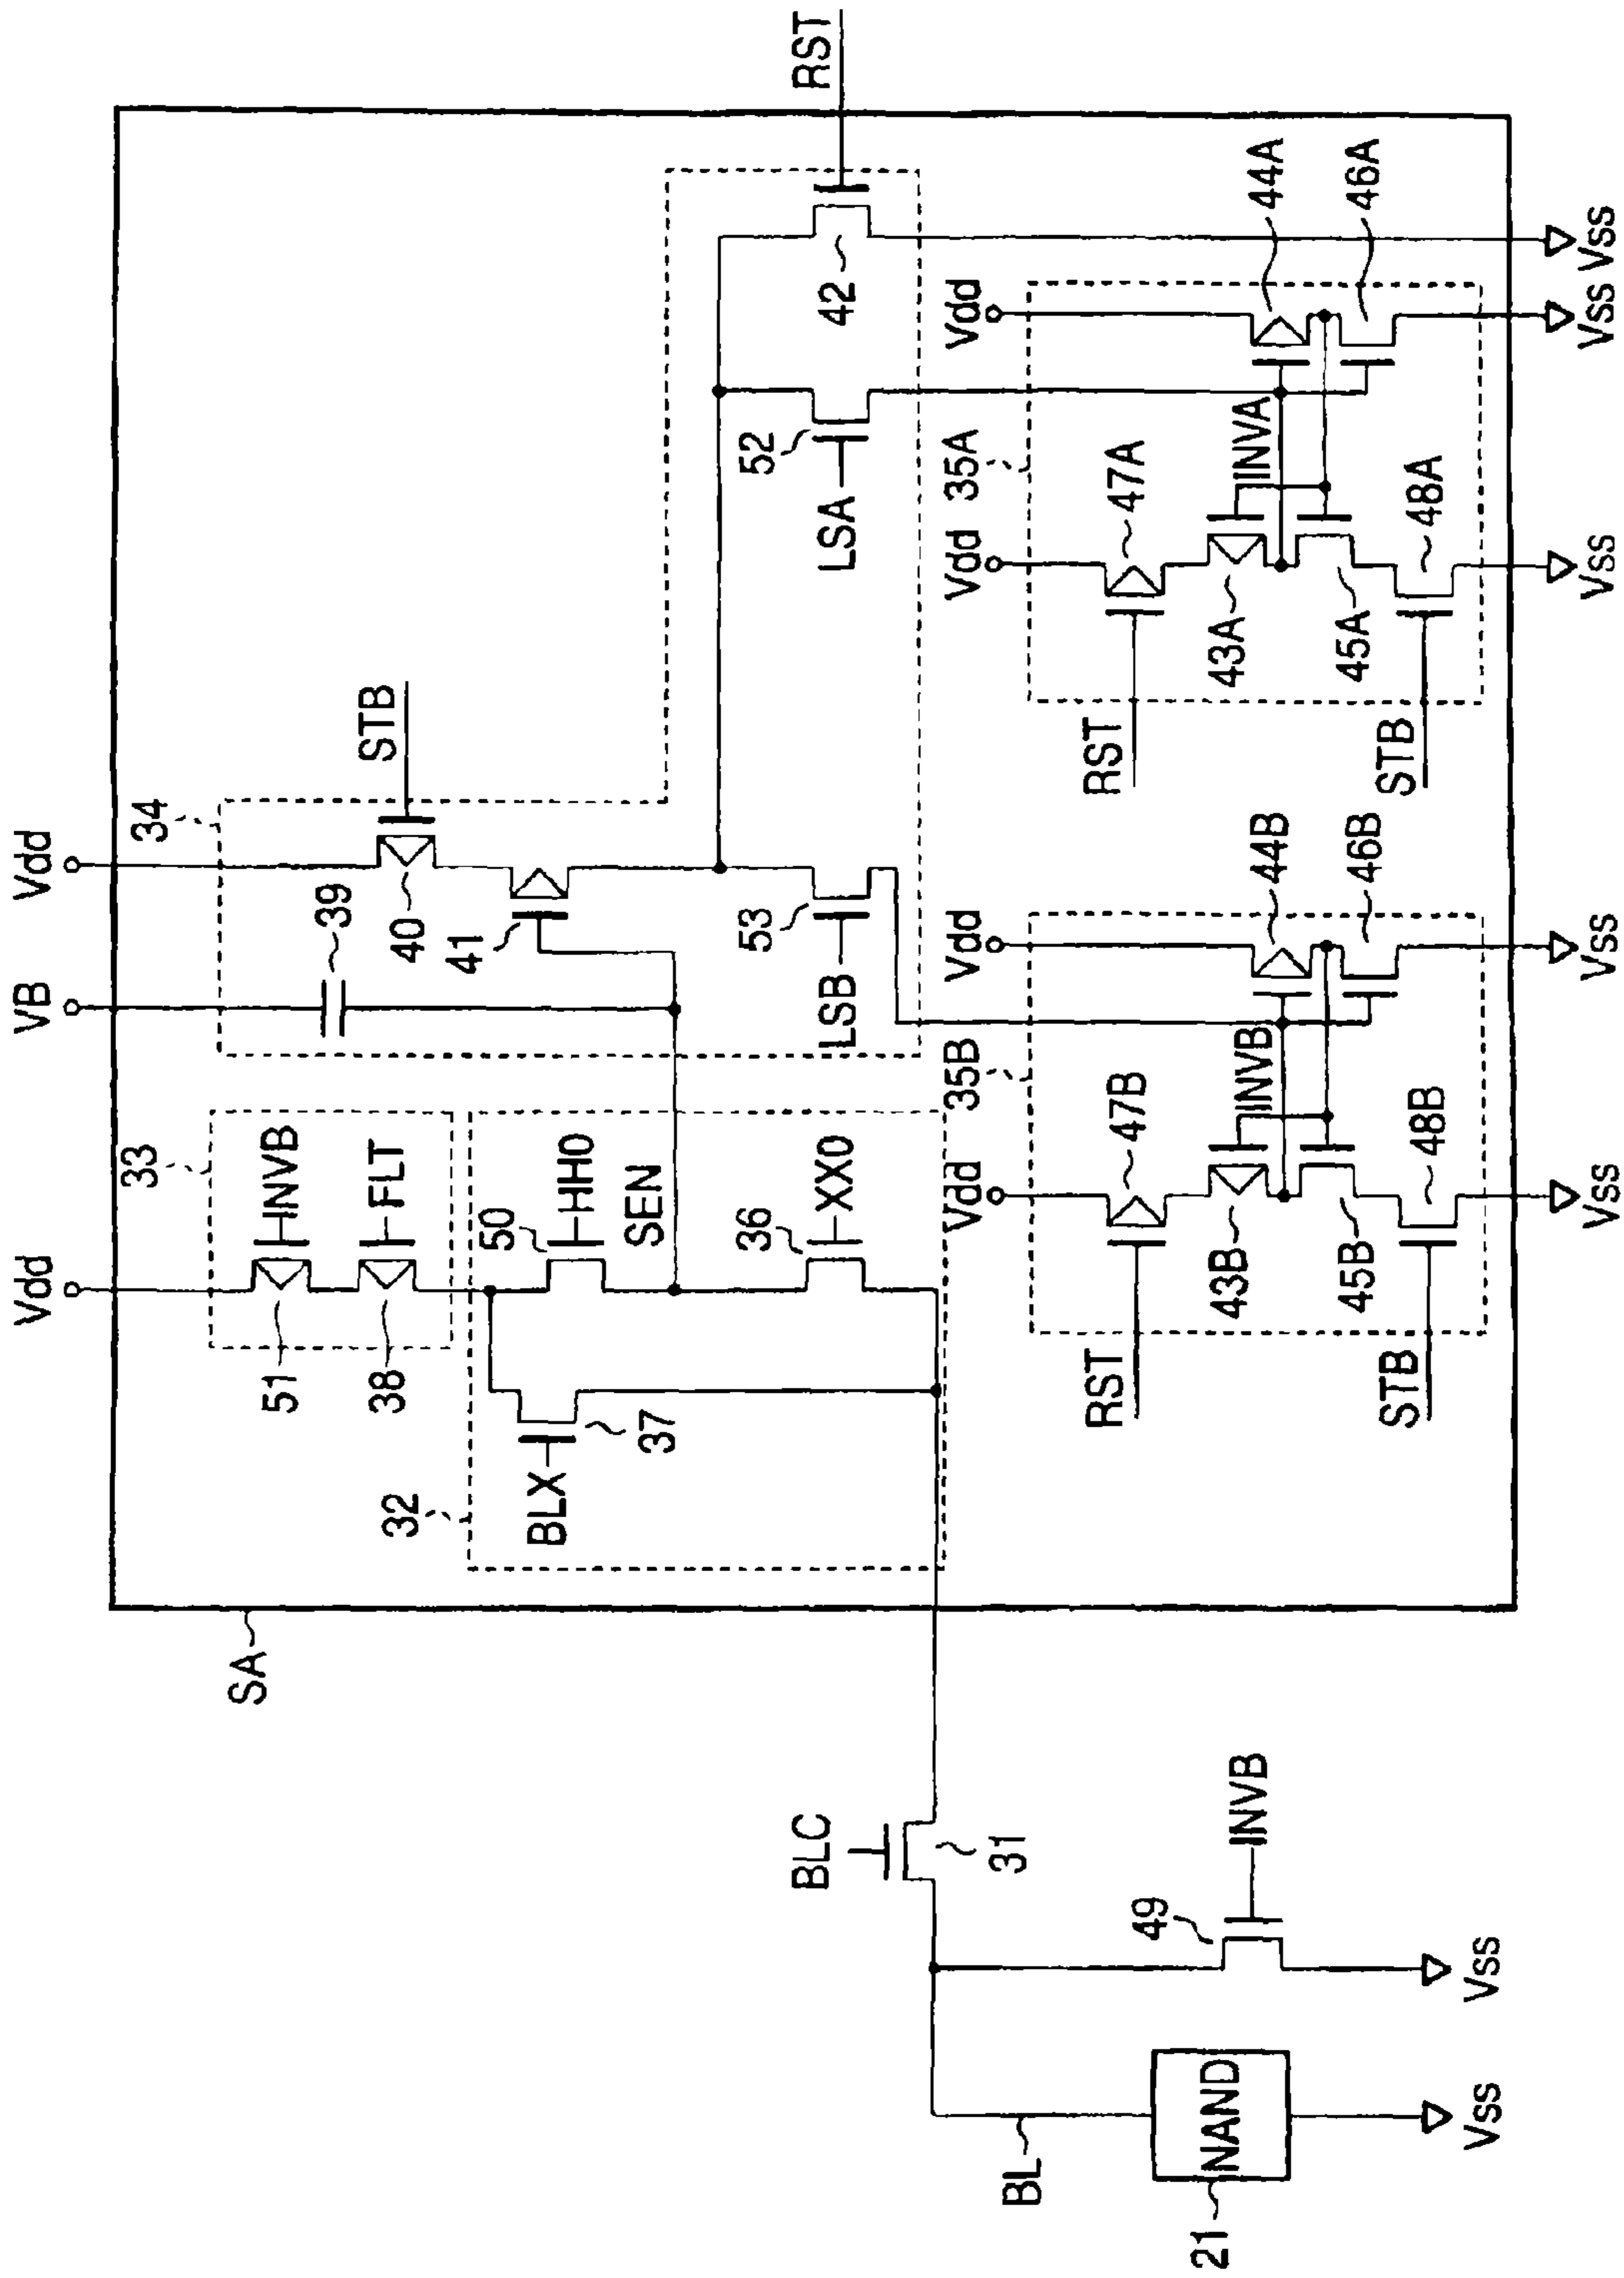 Vdd
VB
Vdd
33
34
SA
51
INVB
39
38
FLT
40
STB
32
41
50
BLX
HH0
37
SEN
36
53
52
BLC
XX0
LSB
LSA
42
RST
35B
Vdd
Vdd
35A
Vdd
Vdd
BL
31
RST
47B
RST
47A
49
INVB
43B
INVB
44B
43A
INVA
44A
21
NAND
45B
46B
45A
46A
STB
48B
STB
48A
Vss
Vss
Vss
Vss
Vss
Vss
Vss